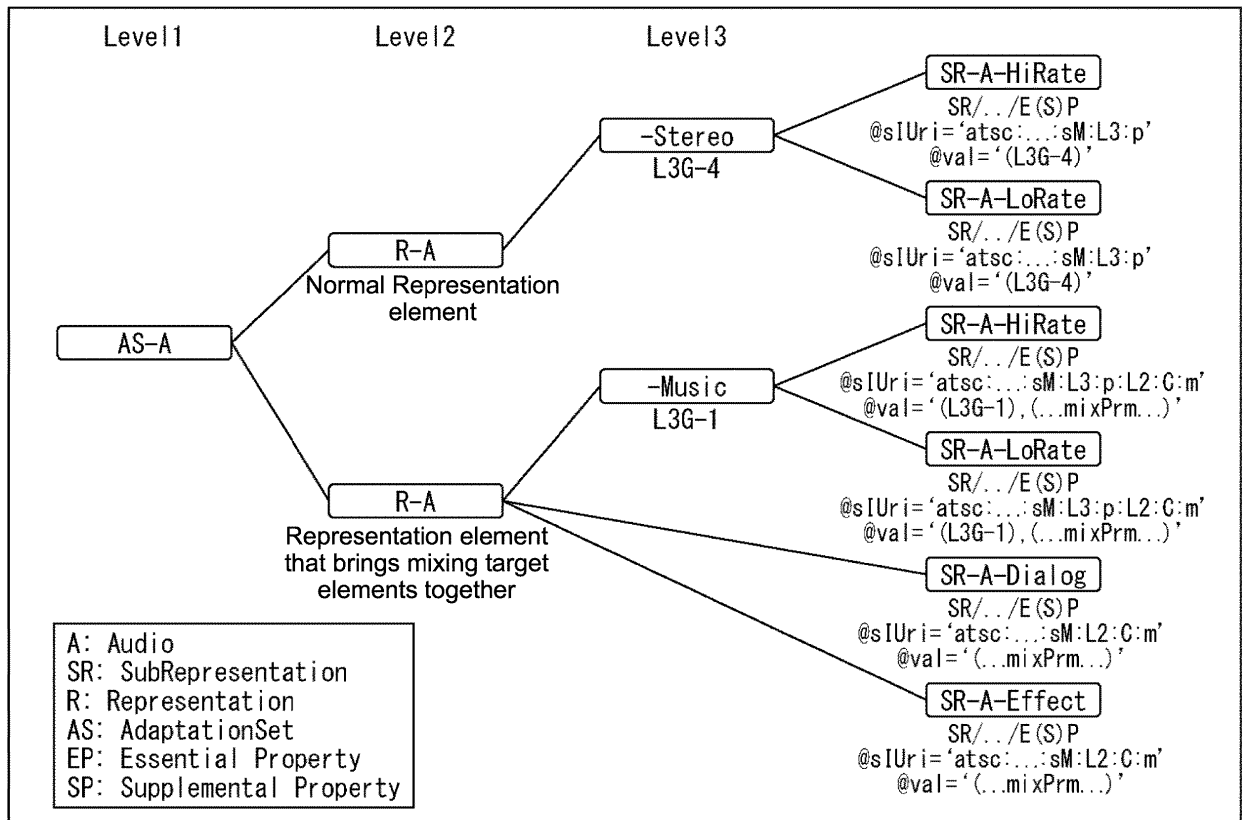 Level1 Level2 Level3
SR-A-HiRate
SR/../E(S)P
@sIUri='atsc:...:sM:L3:p'
@val='(L3G-4)'
-Stereo
L3G-4
SR-A-LoRate
SR/../E(S)P
@sIUri='atsc:...:sM:L3:p'
@val='(L3G-4)'
R-A
Normal Representation
element
AS-A
SR-A-HiRate
SR/../E(S)P
@sIUri='atsc:...:sM:L3:p:L2:C:m'
@val='(L3G-1),(...mixPrm...)'
-Music
L3G-1
SR-A-LoRate
SR/../E(S)P
@sIUri='atsc:...:sM:L3:p:L2:C:m'
@val='(L3G-1),(...mixPrm...)'
R-A
Representation element
that brings mixing target
elements together
SR-A-Dialog
SR/../E(S)P
@sIUri='atsc:...:sM:L2:C:m'
@val='(...mixPrm...)'
SR-A-Effect
SR/../E(S)P
@sIUri='atsc:...:sM:L2:C:m'
@val='(...mixPrm...)'
A: Audio
SR: SubRepresentation
R: Representation
AS: AdaptationSet
EP: Essential Property
SP: Supplemental Property